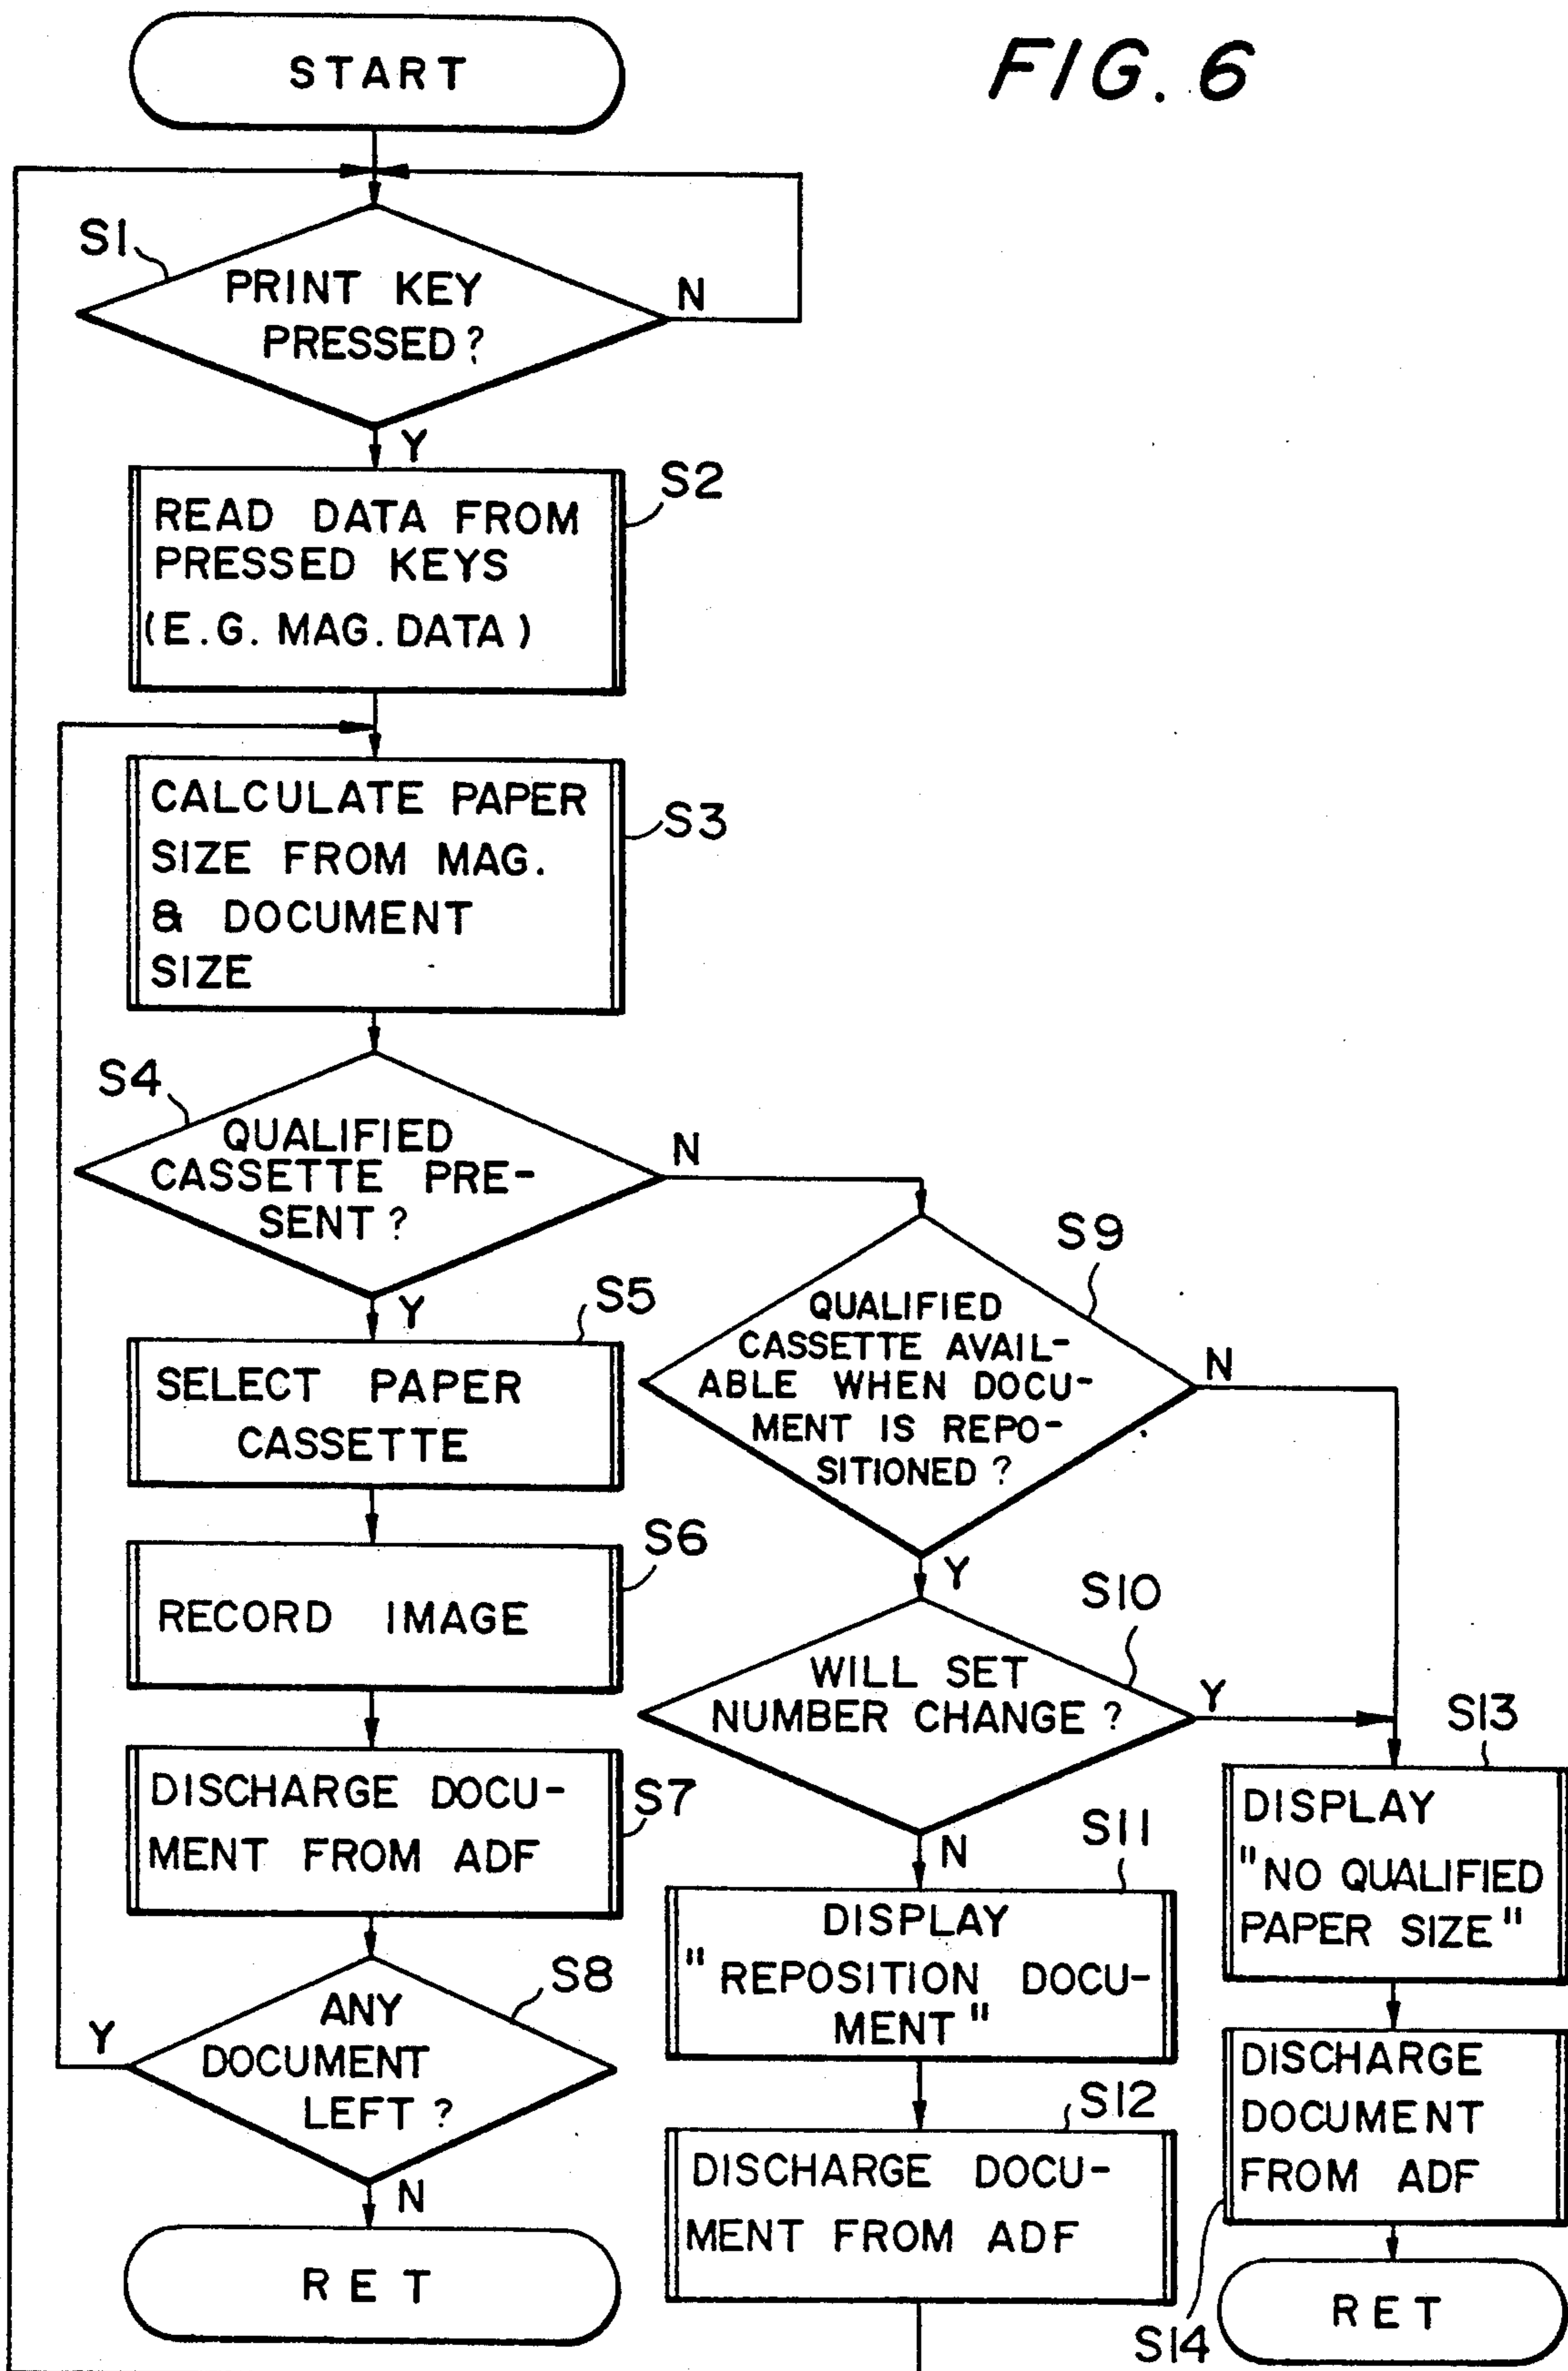 FIG. 6
START
S1
PRINT KEY
PRESSED?
N
Y
S2
READ DATA FROM
PRESSED KEYS
(E.G. MAG. DATA)
S3
CALCULATE PAPER
SIZE FROM MAG.
& DOCUMENT
SIZE
S4
QUALIFIED
CASSETTE PRE-
SENT?
N
Y
S5
SELECT PAPER
CASSETTE
S6
RECORD IMAGE
S7
DISCHARGE DOCU-
MENT FROM ADF
S8
ANY
DOCUMENT
LEFT?
Y
N
RET
S9
QUALIFIED
CASSETTE AVAIL-
ABLE WHEN DOCU-
MENT IS REPO-
SITIONED?
N
Y
S10
WILL SET
NUMBER CHANGE?
Y
N
S11
DISPLAY
"REPOSITION DOCU-
MENT"
S12
DISCHARGE DOCU-
MENT FROM ADF
S13
DISPLAY
"NO QUALIFIED
PAPER SIZE"
DISCHARGE
DOCUMENT
FROM ADF
S14
RET